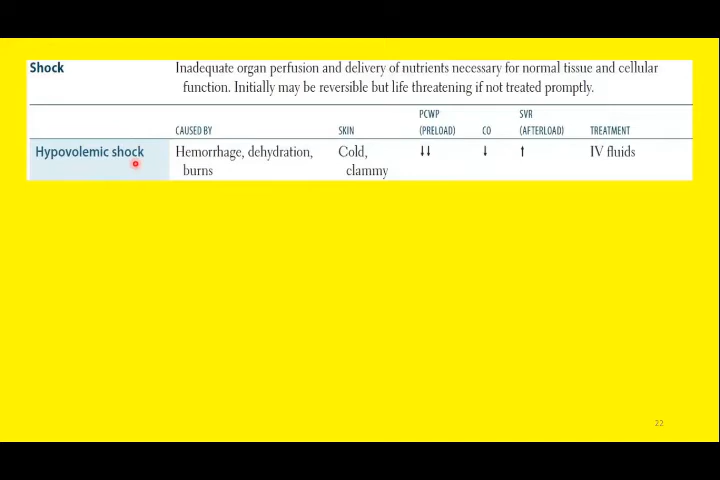 Shock Inadequate organ perfusion and delivery of nutrients necessary for normal tissue and cellular
function. Initially may be reversible but life threatening if not treated promptly.
PCWP SVR
CAUSED BY SKIN (PRELOAD) CO (AFTERLOAD) TREATMENT
Hypovolemic shock Hemorrhage, dehydration, Cold, ↓↓ ↓ ↑ IV fluids
burns clammy
22